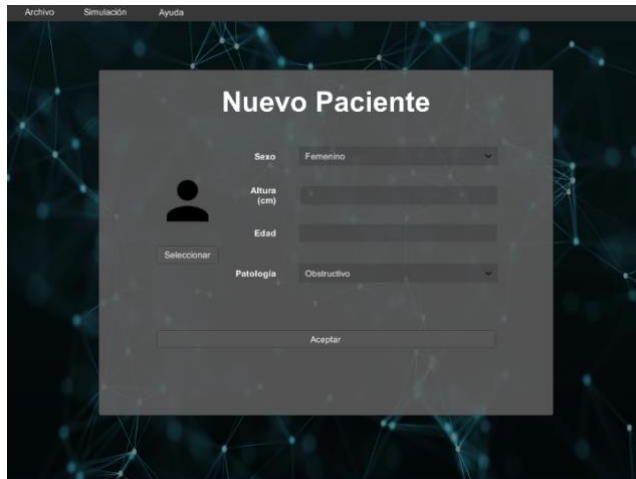 Archivo Simulación Ayuda
Nuevo Paciente
Sexo Femenino
Altura
(cm)
Edad
Seleccionar
Patología Obstructivo
Aceptar